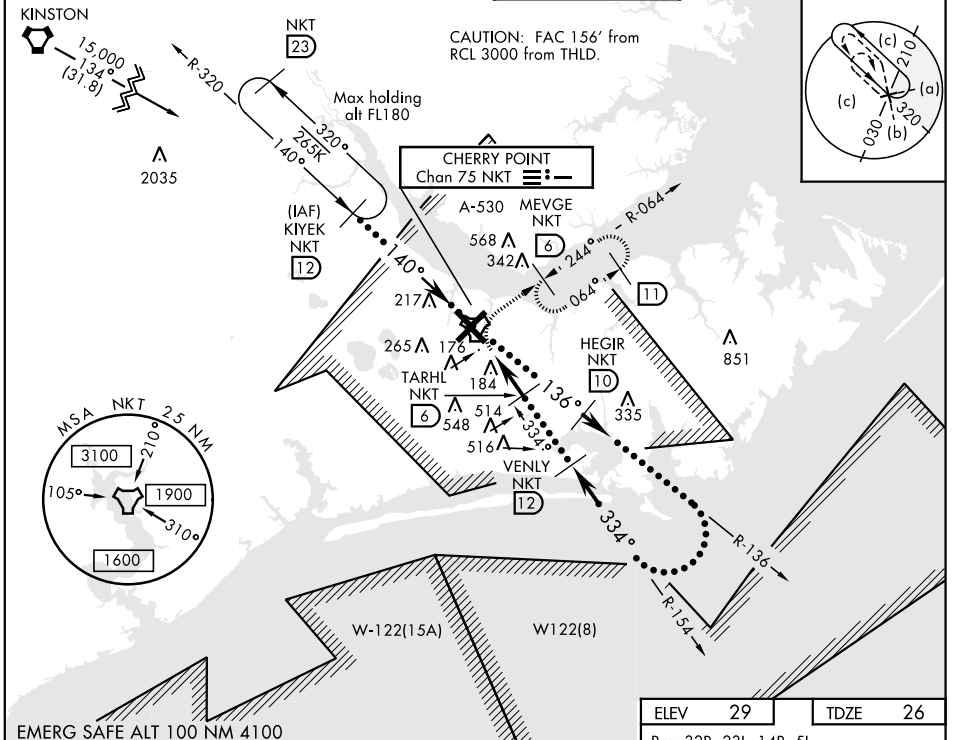 KINSTON
15,000
134°
(31.8)
R-320
NKT
23
CAUTION: FAC 156' from
RCL 3000 from THLD.
(c)
210
(a)
(c)
320
(b)
030
Max holding
alt FL180
320°
265K
140°
2035
CHERRY POINT
Chan 75 NKT
A-530
MEVGE
NKT
6
R-064
568
342
244°
064°
11
(IAF)
KIYEK
NKT
12
140°
217
265
176
TARHL
NKT
6
184
548
514
516
334°
136°
HEGIR
NKT
10
335
851
VENLY
NKT
12
334°
R-136
R-154
MSA NKT 25 NM
3100
210°
105°
1900
310°
1600
W-122(15A)
W122(8)
EMERG SAFE ALT 100 NM 4100
ELEV 29
TDZE 26